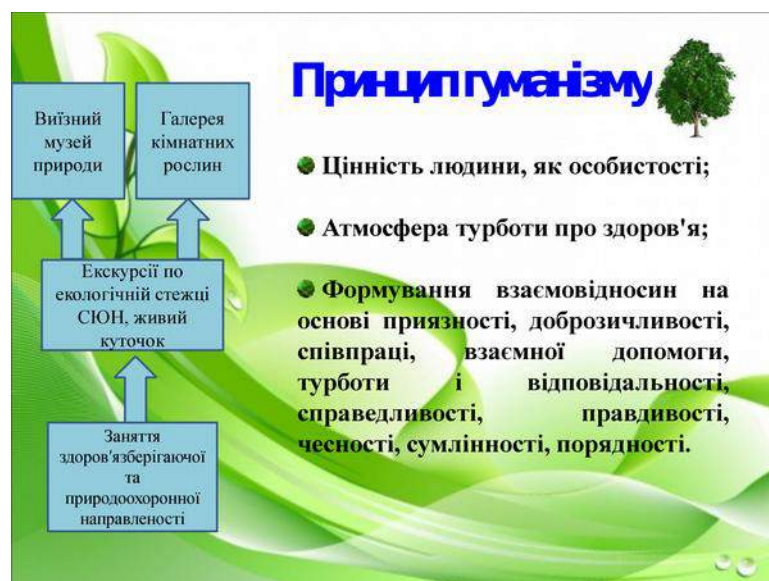 Принцип гуманізму
Виїзний
музей
природи
Галерея
кімнатних
рослин
Екскурсії по
екологічній стежці
СЮН, живий
куточок
Заняття
здоров'язберігаючої
та
природоохоронної
направленості
Цінність людини, як особистості;
Атмосфера турботи про здоров'я;
Формування взаємовідносин на
основі приязності, доброзичливості,
співпраці, взаємної допомоги,
турботи і відповідальності,
справедливості, правдивості,
чесності, сумлінності, порядності.